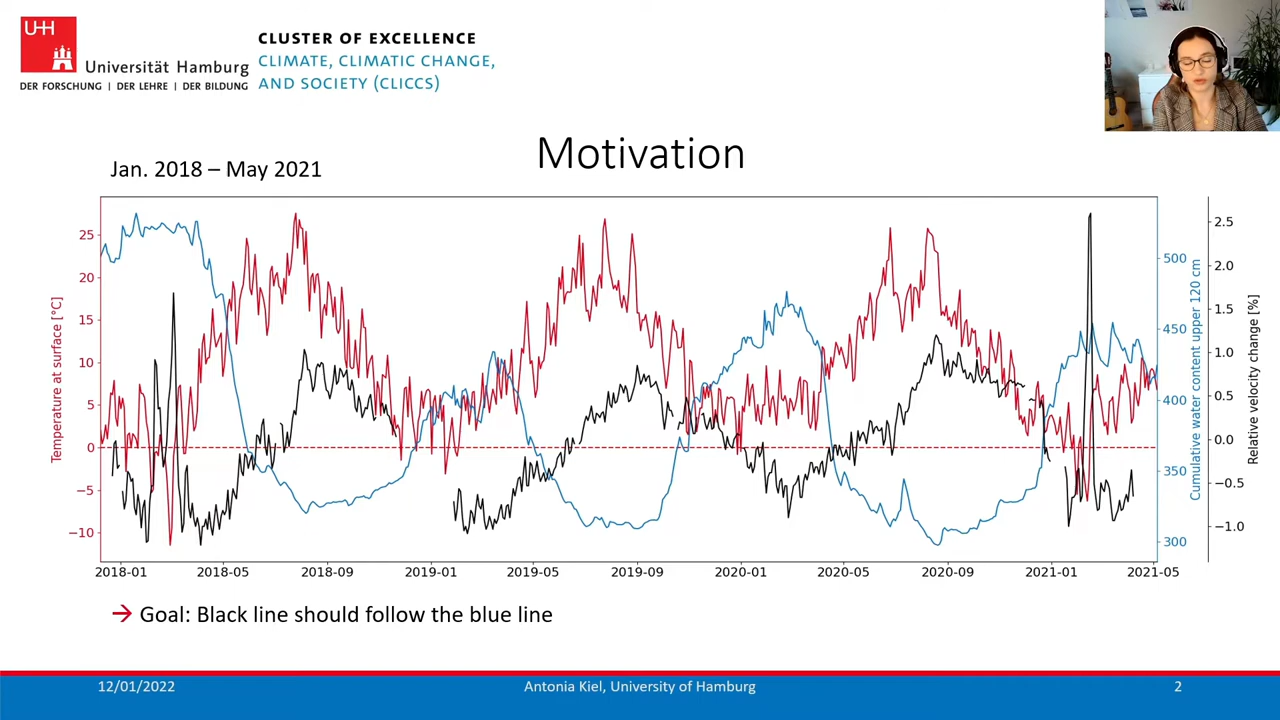 UHH
Universität Hamburg
DER FORSCHUNG | DER LEHRE | DER BILDUNG
CLUSTER OF EXCELLENCE
CLIMATE, CLIMATIC CHANGE,
AND SOCIETY (CLICCS)
Motivation
Jan. 2018 – May 2021
Temperature at surface [°C]
25
20
15
10
5
0
−5
−10
500
450
400
350
300
Cumulative water content upper 120 cm
2.5
2.0
1.5
1.0
0.5
0.0
−0.5
−1.0
Relative velocity change [%]
2018-01 2018-05 2018-09 2019-01 2019-05 2019-09 2020-01 2020-05 2020-09 2021-01 2021-05
→ Goal: Black line should follow the blue line
12/01/2022 Antonia Kiel, University of Hamburg 2